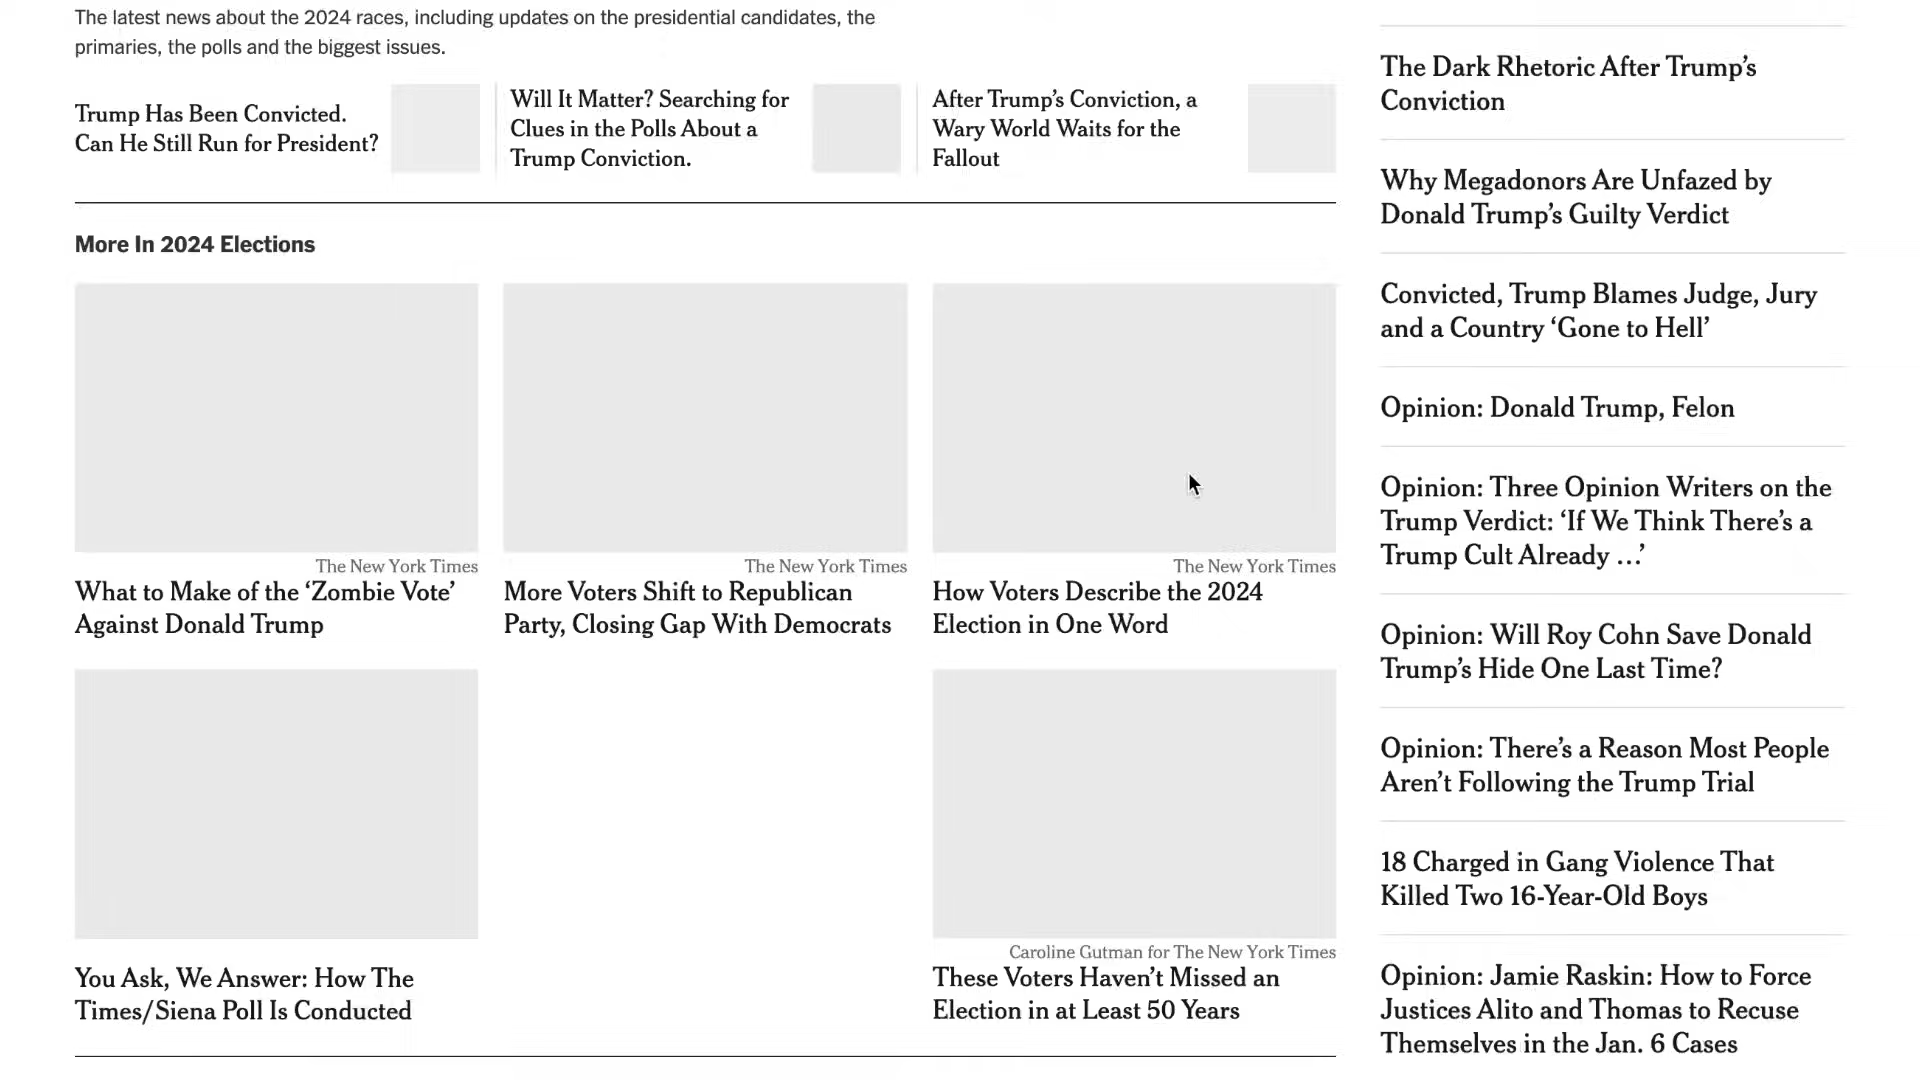 The latest news about the 2024 races, including updates on the presidential candidates, the
primaries, the polls and the biggest issues.
Trump Has Been Convicted.
Can He Still Run for President?
Will It Matter? Searching for
Clues in the Polls About a
Trump Conviction.
After Trump’s Conviction, a
Wary World Waits for the
Fallout
More In 2024 Elections
The New York Times
What to Make of the ‘Zombie Vote’
Against Donald Trump
The New York Times
More Voters Shift to Republican
Party, Closing Gap With Democrats
The New York Times
How Voters Describe the 2024
Election in One Word
You Ask, We Answer: How The
Times/Siena Poll Is Conducted
Caroline Gutman for The New York Times
These Voters Haven’t Missed an
Election in at Least 50 Years
The Dark Rhetoric After Trump’s
Conviction
Why Megadonors Are Unfazed by
Donald Trump’s Guilty Verdict
Convicted, Trump Blames Judge, Jury
and a Country ‘Gone to Hell’
Opinion: Donald Trump, Felon
Opinion: Three Opinion Writers on the
Trump Verdict: ‘If We Think There’s a
Trump Cult Already …’
Opinion: Will Roy Cohn Save Donald
Trump’s Hide One Last Time?
Opinion: There’s a Reason Most People
Aren’t Following the Trump Trial
18 Charged in Gang Violence That
Killed Two 16-Year-Old Boys
Opinion: Jamie Raskin: How to Force
Justices Alito and Thomas to Recuse
Themselves in the Jan. 6 Cases